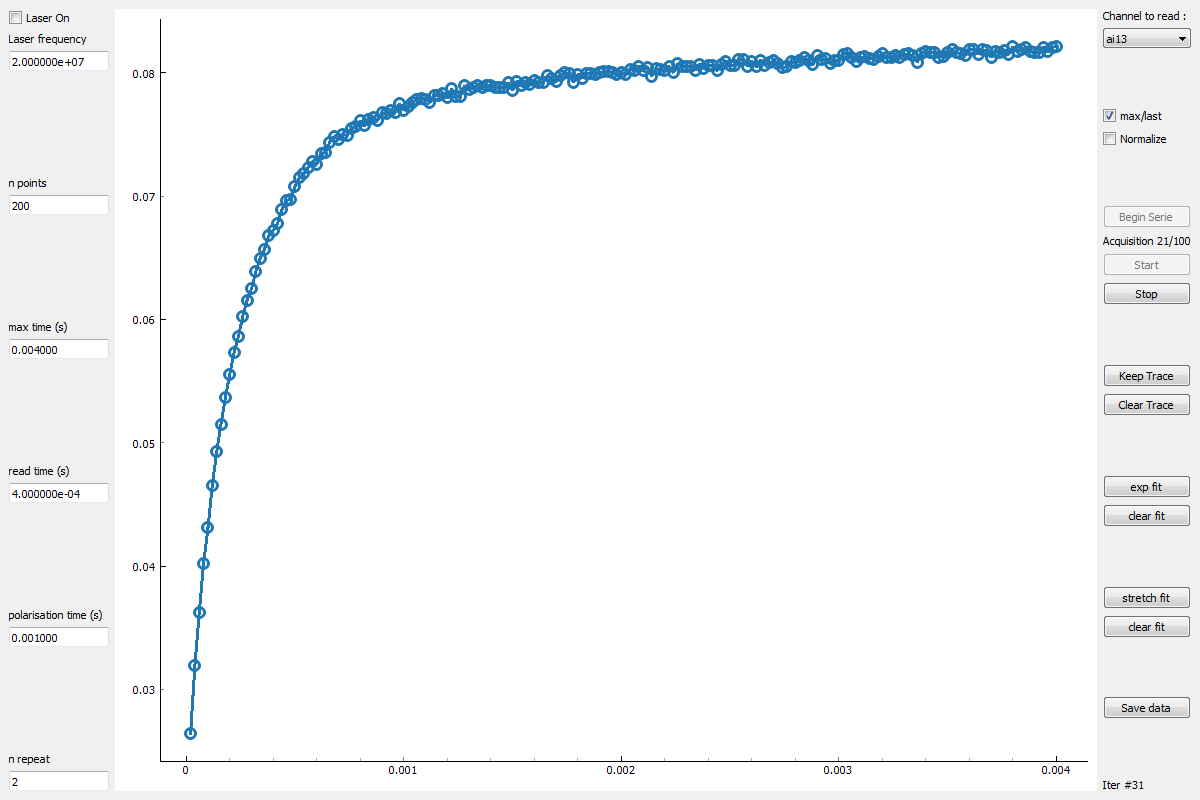 Laser On
Laser frequency
2.000000e+07
n points
200
max time (s)
0.004000
read time (s)
4.000000e-04
polarisation time (s)
0.001000
n repeat
2
0.08
0.07
0.06
0.05
0.04
0.03
0
0.001
0.002
0.003
0.004
Channel to read :
ai13
max/last
Normalize
Begin Serie
Acquisition 21/100
Start
Stop
Keep Trace
Clear Trace
exp fit
clear fit
stretch fit
clear fit
Save data
Iter #31